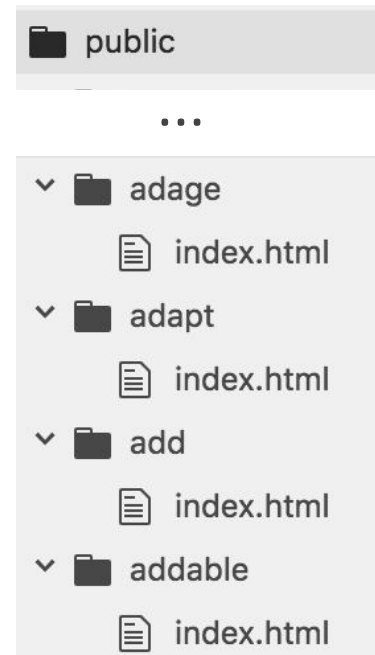 public
...
adage
index.html
adapt
index.html
add
index.html
addable
index.html